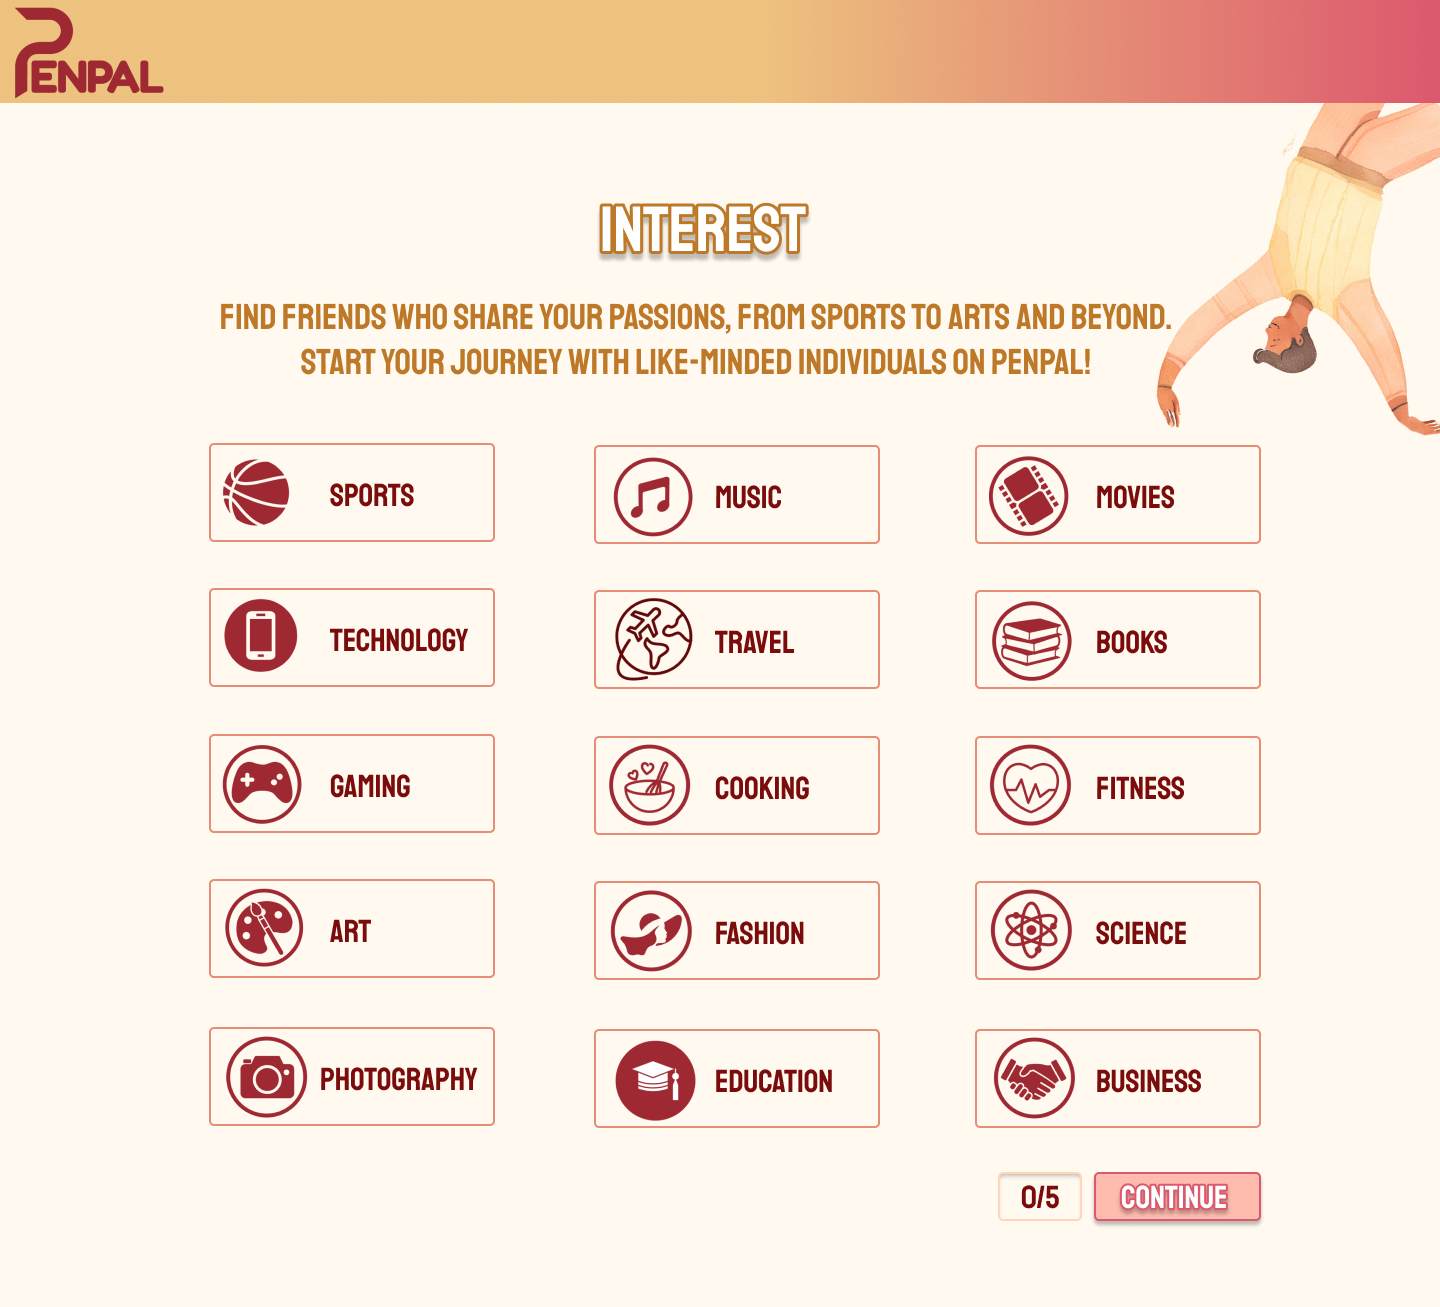 PENPAL
INTEREST
FIND FRIENDS WHO SHARE YOUR PASSIONS, FROM SPORTS TO ARTS AND BEYOND.
START YOUR JOURNEY WITH LIKE-MINDED INDIVIDUALS ON PENPAL!
SPORTS
MUSIC
MOVIES
TECHNOLOGY
TRAVEL
BOOKS
GAMING
COOKING
FITNESS
ART
FASHION
SCIENCE
PHOTOGRAPHY
EDUCATION
BUSINESS
0/5
CONTINUE